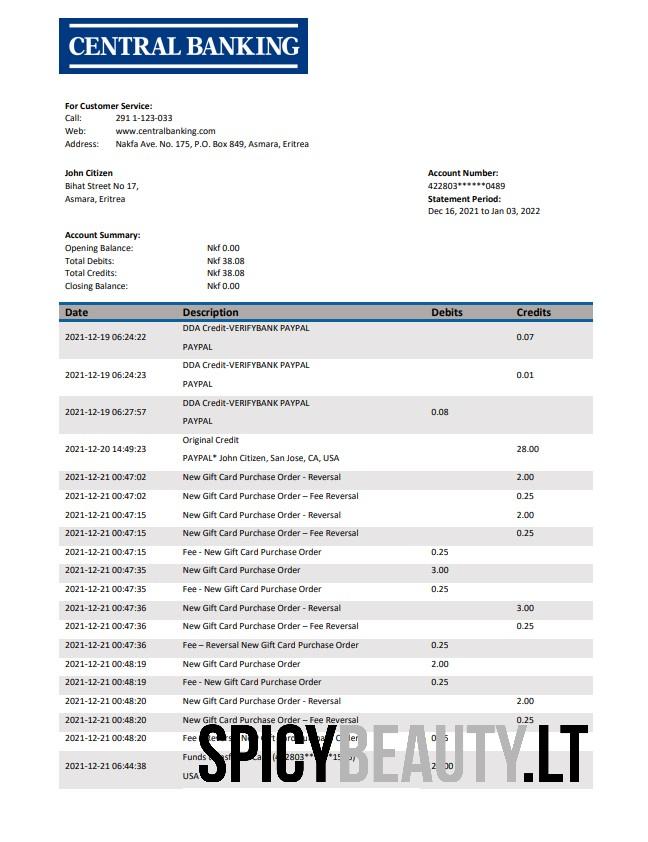 CENTRAL BANKING
For Customer Service:
Call: 291 1-123-033
Web: www.centralbanking.com
Address: Nakfa Ave. No. 175, P.O. Box 849, Asmara, Eritrea
John Citizen
Bihat Street No 17,
Asmara, Eritrea
Account Number:
422803******0489
Statement Period:
Dec 16, 2021 to Jan 03, 2022
Account Summary:
Opening Balance: Nkf 0.00
Total Debits: Nkf 38.08
Total Credits: Nkf 38.08
Closing Balance: Nkf 0.00
Date Description Debits Credits
2021-12-19 06:24:22 DDA Credit-VERIFYBANK PAYPAL 0.07
PAYPAL
2021-12-19 06:24:23 DDA Credit-VERIFYBANK PAYPAL 0.01
PAYPAL
2021-12-19 06:27:57 DDA Credit-VERIFYBANK PAYPAL 0.08
PAYPAL
2021-12-20 14:49:23 Original Credit 28.00
PAYPAL* John Citizen, San Jose, CA, USA
2021-12-21 00:47:02 New Gift Card Purchase Order - Reversal 2.00
2021-12-21 00:47:02 New Gift Card Purchase Order – Fee Reversal 0.25
2021-12-21 00:47:15 New Gift Card Purchase Order - Reversal 2.00
2021-12-21 00:47:15 New Gift Card Purchase Order – Fee Reversal 0.25
2021-12-21 00:47:15 Fee - New Gift Card Purchase Order 0.25
2021-12-21 00:47:35 New Gift Card Purchase Order 3.00
2021-12-21 00:47:35 Fee - New Gift Card Purchase Order 0.25
2021-12-21 00:47:36 New Gift Card Purchase Order - Reversal 3.00
2021-12-21 00:47:36 New Gift Card Purchase Order – Fee Reversal 0.25
2021-12-21 00:47:36 Fee – Reversal New Gift Card Purchase Order 0.25
2021-12-21 00:48:19 New Gift Card Purchase Order 2.00
2021-12-21 00:48:19 Fee - New Gift Card Purchase Order 0.25
2021-12-21 00:48:20 New Gift Card Purchase Order - Reversal 2.00
2021-12-21 00:48:20 New Gift Card Purchase Order – Fee Reversal 0.25
2021-12-21 00:48:20 Fee
2021-12-21 06:44:38 Funds
USA
SPICYBEAUTY.LT